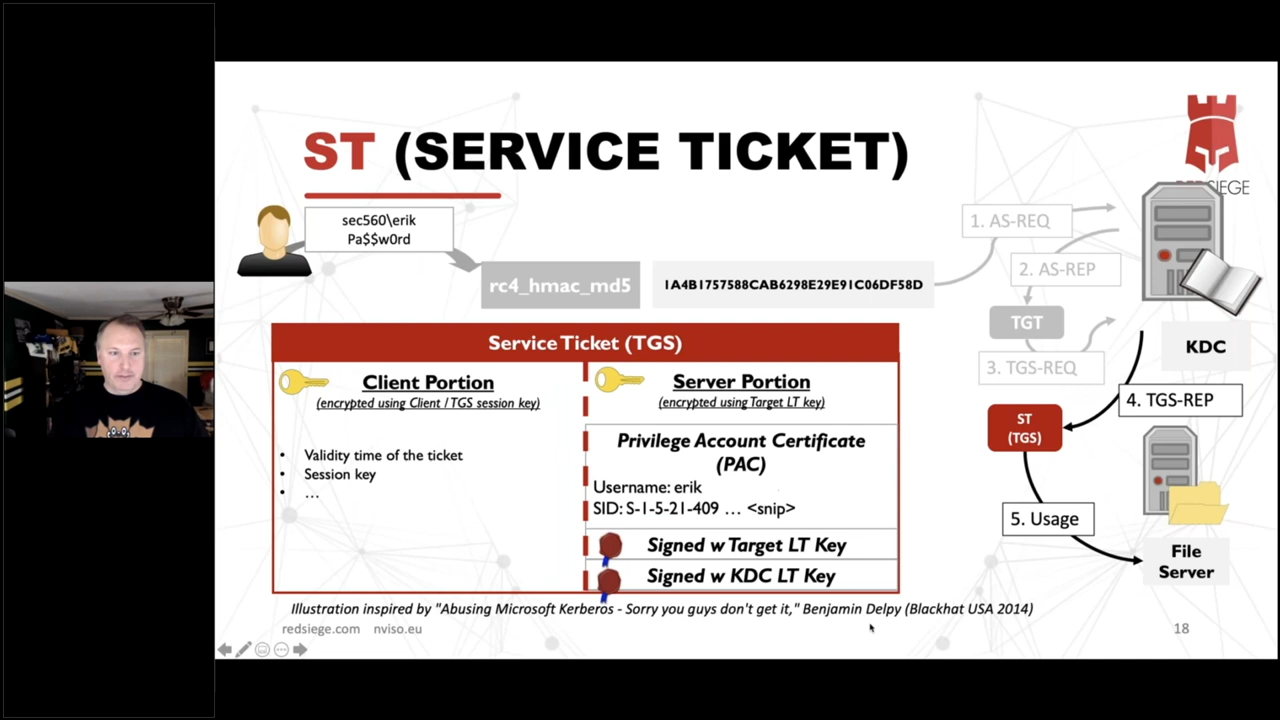 ST (SERVICE TICKET)
REDSIEGE
sec560\erik
Pa$$w0rd
rc4_hmac_md5
1A4B1757588CAB6298E29E91C06DF58D
1. AS-REQ
2. AS-REP
TGT
3. TGS-REQ
KDC
4. TGS-REP
ST
(TGS)
5. Usage
File
Server
Service Ticket (TGS)
Client Portion
(encrypted using Client / TGS session key)
• Validity time of the ticket
• Session key
• …
Server Portion
(encrypted using Target LT key)
Privilege Account Certificate
(PAC)
Username: erik
SID: S-1-5-21-409 … <snip>
Signed w Target LT Key
Signed w KDC LT Key
Illustration inspired by "Abusing Microsoft Kerberos - Sorry you guys don't get it," Benjamin Delpy (Blackhat USA 2014)
redsiege.com nviso.eu
18